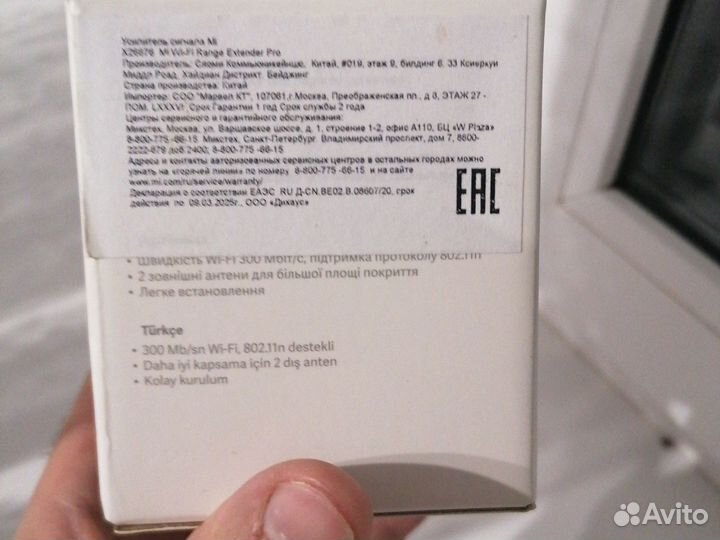 Усилитель сигнала Mi
X26876 Mi Wi-Fi Range Extender Pro
Производитель: Сяоми Коммьюникейшнс, Китай, #019, этаж 9, билдинг 6, 33 Ксиеркуи
Миддл Роад, Хайдиан Дистрикт, Бейджинг
Страна производства: Китай
Импортер: ООО "Марвел КТ", 107061,г.Москва, Преображенская пл., д.8, ЭТАЖ 27 -
ПОМ. LXXXVI Срок Гарантии 1 год Срок службы 2 года
Центры сервисного и гарантийного обслуживания:
Микстех, Москва, ул. Варшавское шоссе, д. 1, строение 1-2, офис А110, БЦ «W Plaza»
8-800-775 -66-15 Микстех, Санкт-Петербург, Владимирский проспект, дом 7, 8800-
2222-678 доб.2400; 8-800-775 -66-15
Адреса и контакты авторизованных сервисных центров в остальных городах можно
узнать на «горячей линии» по номеру 8-800-775 -66-15 и на сайте
www.mi.com/ru/service/warranty/
Декларация о соответствии ЕАЭС RU Д-CN.ВЕ02.В.08607/20, срок
действия по 09.03.2025г., ООО «Дихаус»
EAC
• Швидкість Wi-Fi 300 Мбіт/с, підтримка протоколу 802.11n
• 2 зовнішні антени для більшої площі покриття
• Легке встановлення
Türkçe
• 300 Mb/sn Wi-Fi, 802.11n destekli
• Daha iyi kapsama için 2 dış anten
• Kolay kurulum
Avito